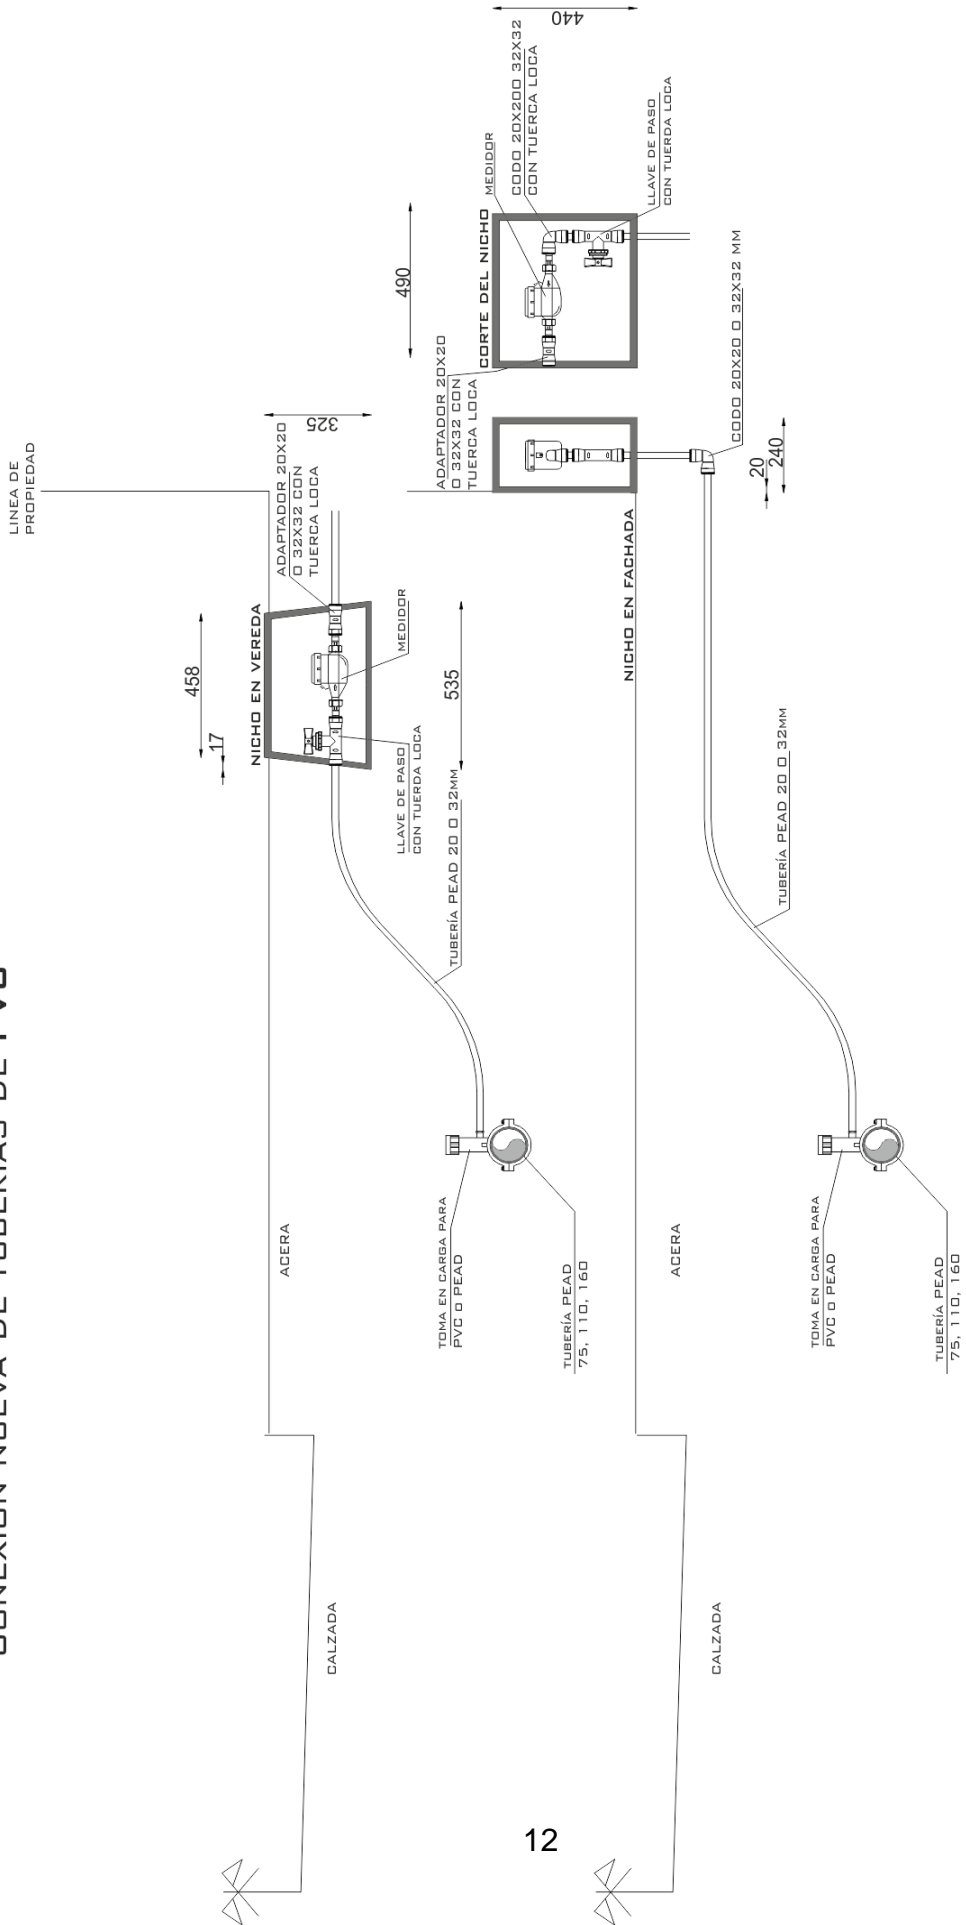 CONEXIÓN NUEVA DE TUBERÍAS DE PVC
LINEA DE
PROPIEDAD
NICHO EN VEREDA
458
17
325
ADAPTADOR 20X20
O 32X32 CON
TUERCA LOCA
MEDIDOR
535
LLAVE DE PASO
CON TUERDA LOCA
TUBERÍA PEAD 20 O 32MM
ACERA
TOMA EN CARGA PARA
PVC O PEAD
TUBERÍA PEAD
75, 110, 160
CALZADA
490
440
CORTE DEL NICHO
MEDIDOR
CODO 20X20O 32X32
CON TUERCA LOCA
LLAVE DE PASO
CON TUERDA LOCA
ADAPTADOR 20X20
O 32X32 CON
TUERCA LOCA
NICHO EN FACHADA
CODO 20X20 O 32X32 MM
20
240
TUBERÍA PEAD 20 O 32MM
ACERA
TOMA EN CARGA PARA
PVC O PEAD
TUBERÍA PEAD
75, 110, 160
CALZADA
12